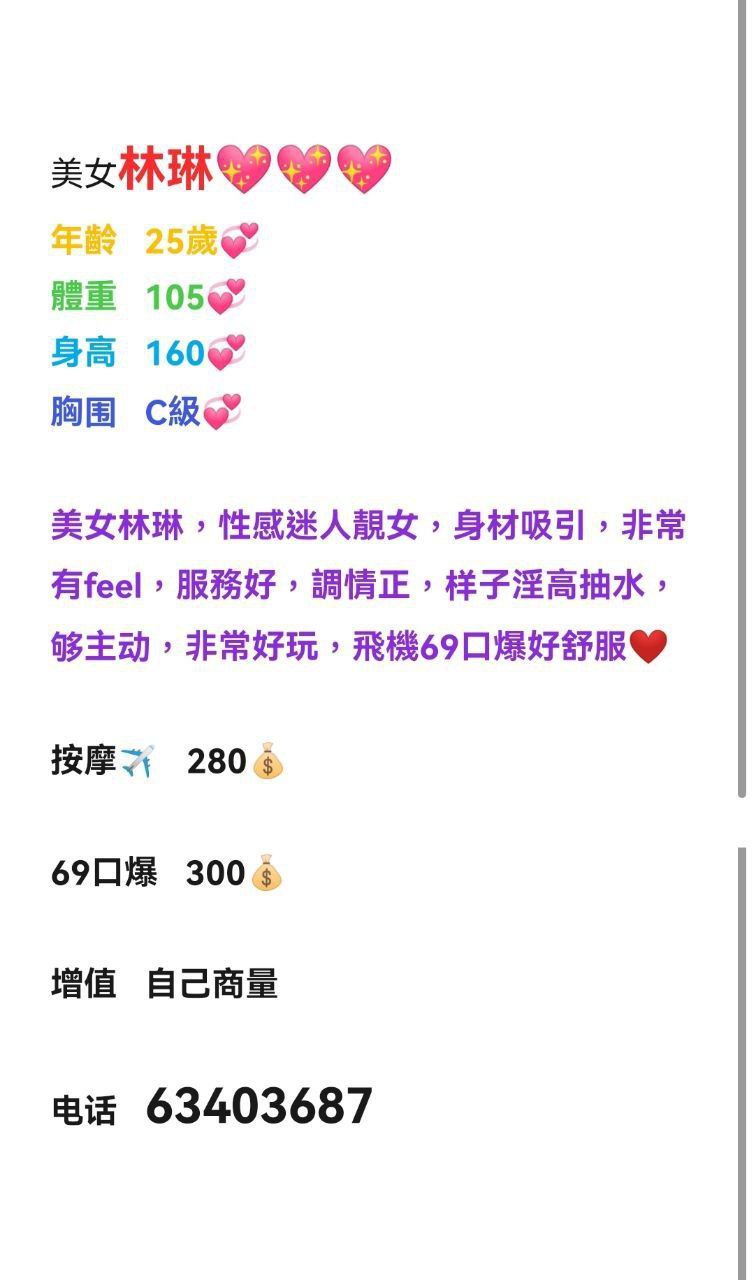 美女林琳💖💖💖
年齡 25歲💞
體重 105💞
身高 160💞
胸围 C級💞
美女林琳，性感迷人靚女，身材吸引，非常
有feel，服務好，調情正，样子淫高抽水，
够主动，非常好玩，飛機69口爆好舒服❤️
按摩✈️ 280💰
69口爆 300💰
增值 自己商量
电话 63403687